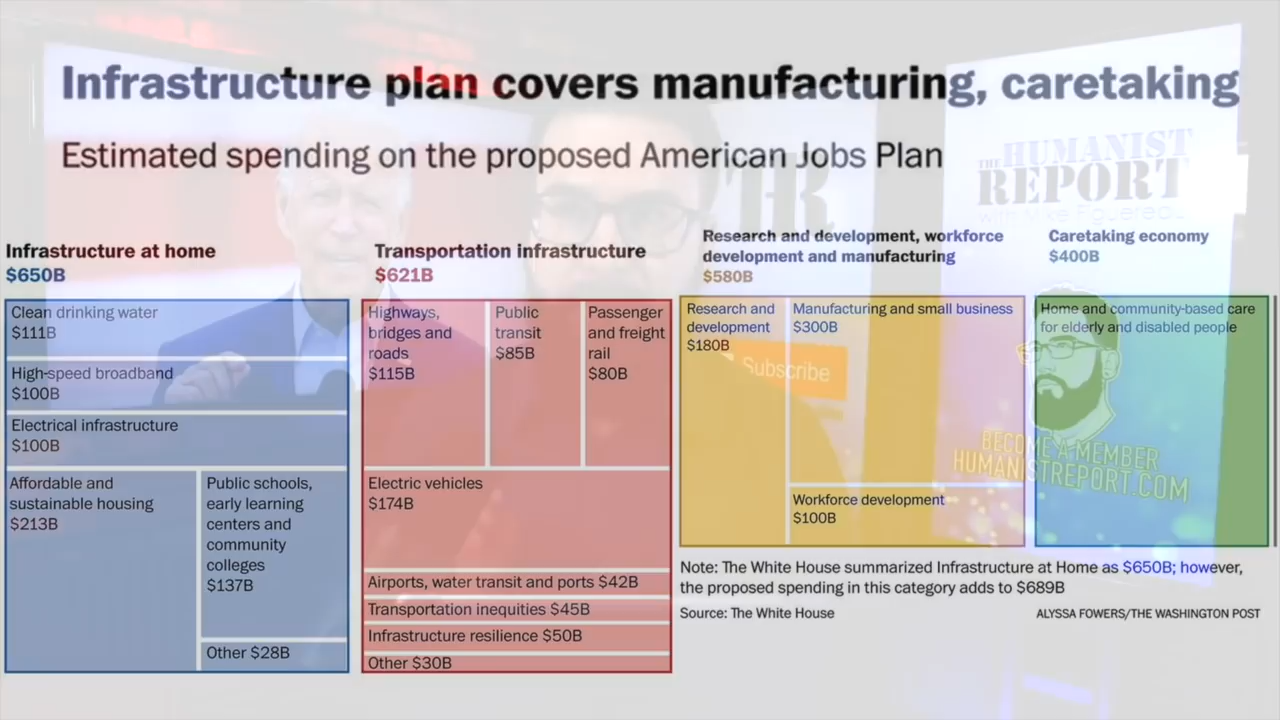 Infrastructure plan covers manufacturing, caretaking
Estimated spending on the proposed American Jobs Plan
THE HUMANIST
REPORT
with Mike Figueredo
Infrastructure at home
$650B
Clean drinking water
$111B
High-speed broadband
$100B
Electrical infrastructure
$100B
Affordable and
sustainable housing
$213B
Public schools,
early learning
centers and
community
colleges
$137B
Other $28B
Transportation infrastructure
$621B
Highways,
bridges and
roads
$115B
Public
transit
$85B
Passenger
and freight
rail
$80B
Electric vehicles
$174B
Airports, water transit and ports $42B
Transportation inequities $45B
Infrastructure resilience $50B
Other $30B
Research and development, workforce
development and manufacturing
$580B
Research and
development
$180B
Manufacturing and small business
$300B
Workforce development
$100B
Caretaking economy
$400B
Home and community-based care
for elderly and disabled people
Subscribe
BECOME A MEMBER
HUMANISTREPORT.COM
Note: The White House summarized Infrastructure at Home as $650B; however,
the proposed spending in this category adds to $689B
Source: The White House
ALYSSA FOWERS/THE WASHINGTON POST